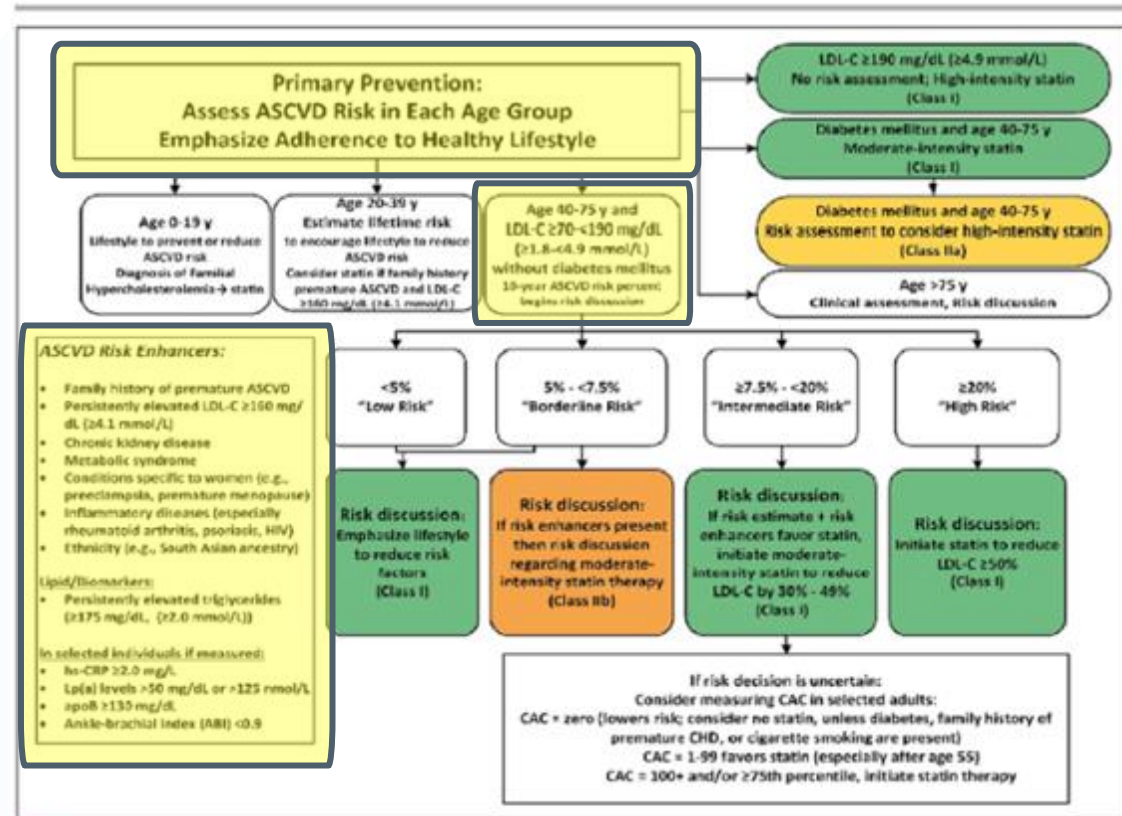 Primary Prevention:
Assess ASCVD Risk in Each Age Group
Emphasize Adherence to Healthy Lifestyle
LDL-C ≥190 mg/dL (≥4.9 mmol/L)
No risk assessment; High-intensity statin
(Class I)
Diabetes mellitus and age 40-75 y
Moderate-intensity statin
(Class I)
Diabetes mellitus and age 40-75 y
Risk assessment to consider high-intensity statin
(Class IIa)
Age >75 y
Clinical assessment, Risk discussion
Age 0-19 y
Lifestyle to prevent or reduce
ASCVD risk
Diagnosis of Familial
Hypercholesterolemia→ statin
Age 20-39 y
Estimate lifetime risk
to encourage lifestyle to reduce
ASCVD risk
Consider statin if family history
premature ASCVD and LDL-C
≥160 mg/dL (≥4.1 mmol/L)
Age 40-75 y and
LDL-C ≥70-<190 mg/dL
(≥1.8-<4.9 mmol/L)
without diabetes mellitus
10-year ASCVD risk percent
begins risk discussion
ASCVD Risk Enhancers:
• Family history of premature ASCVD
• Persistently elevated LDL-C ≥160 mg/
dL (≥4.1 mmol/L)
• Chronic kidney disease
• Metabolic syndrome
• Conditions specific to women (e.g.,
preeclampsia, premature menopause)
• Inflammatory diseases (especially
rheumatoid arthritis, psoriasis, HIV)
• Ethnicity (e.g., South Asian ancestry)
Lipid/Biomarkers:
• Persistently elevated triglycerides
(≥175 mg/dL, (≥2.0 mmol/L))
In selected individuals if measured:
• hs-CRP ≥2.0 mg/L
• Lp(a) levels >50 mg/dL or >125 nmol/L
• apoB ≥130 mg/dL
• Ankle-brachial index (ABI) <0.9
<5%
"Low Risk"
5% - <7.5%
"Borderline Risk"
≥7.5% - <20%
"Intermediate Risk"
≥20%
"High Risk"
Risk discussion:
Emphasize lifestyle
to reduce risk
factors
(Class I)
Risk discussion:
If risk enhancers present
then risk discussion
regarding moderate-
intensity statin therapy
(Class IIb)
Risk discussion:
If risk estimate + risk
enhancers favor statin,
initiate moderate-
intensity statin to reduce
LDL-C by 30% - 49%
(Class I)
Risk discussion:
Initiate statin to reduce
LDL-C ≥50%
(Class I)
If risk decision is uncertain:
Consider measuring CAC in selected adults:
CAC = zero (lowers risk; consider no statin, unless diabetes, family history of
premature CHD, or cigarette smoking are present)
CAC = 1-99 favors statin (especially after age 55)
CAC = 100+ and/or ≥75th percentile, initiate statin therapy